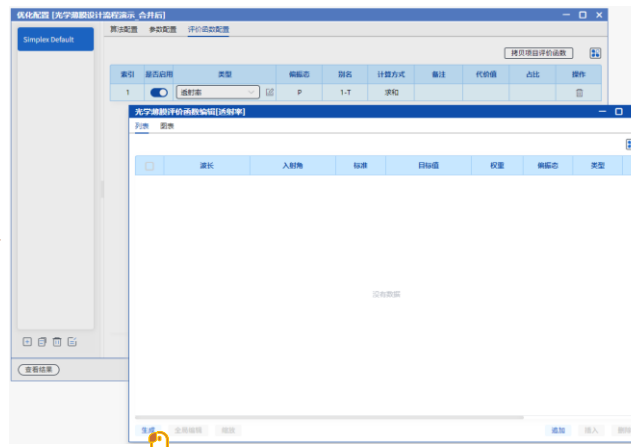 优化配置 [光学薄膜设计流程演示_合并后]
Simplex Default
算法配置 参数配置 评价函数配置
拷贝项目评价函数
索引 是否启用 类型 偏振态 别名 计算方式 备注 代价值 占比 操作
1 透射率 P 1-T 求和
光学薄膜评价函数编辑[透射率]
列表 图表
波长 入射角 标准 目标值 权重 偏振态 类型
没有数据
查看结果
生成 全局编辑 缩放 追加 插入 删除